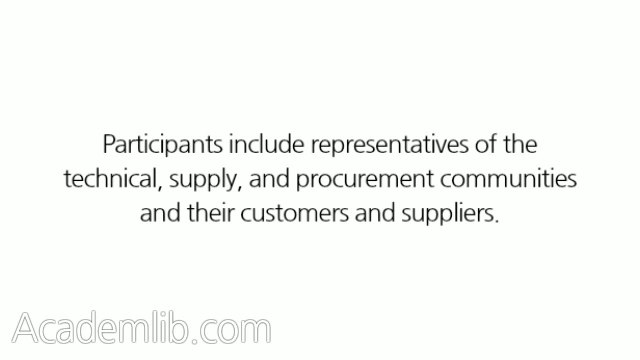 Participants include representatives of the
technical, supply, and procurement communities
and their customers and suppliers.
Academlib.com